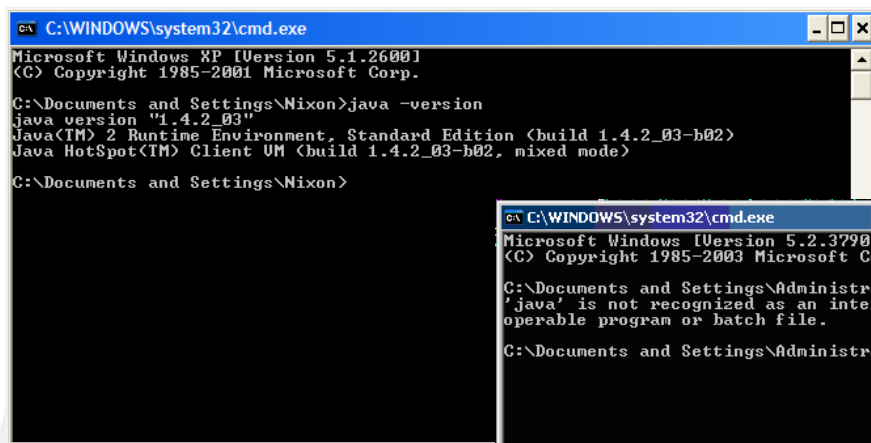 C:\WINDOWS\system32\cmd.exe
Microsoft Windows XP [Version 5.1.2600]
(C) Copyright 1985-2001 Microsoft Corp.
C:\Documents and Settings\Nixon>java -version
java version "1.4.2_03"
Java(TM) 2 Runtime Environment, Standard Edition (build 1.4.2_03-b02)
Java HotSpot(TM) Client VM (build 1.4.2_03-b02, mixed mode)
C:\Documents and Settings\Nixon>
C:\WINDOWS\system32\cmd.exe
Microsoft Windows [Version 5.2.3790
(C) Copyright 1985-2003 Microsoft C
C:\Documents and Settings\Administr
'java' is not recognized as an inte
operable program or batch file.
C:\Documents and Settings\Administr